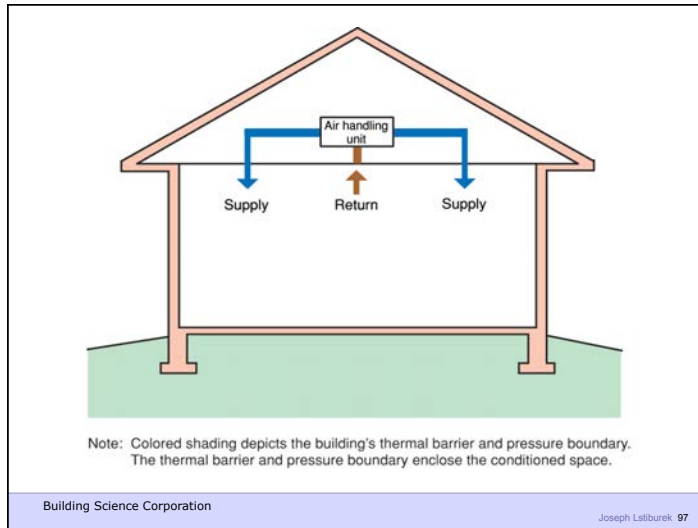 Air handling
unit
Supply
Return
Supply
Note: Colored shading depicts the building's thermal barrier and pressure boundary.
The thermal barrier and pressure boundary enclose the conditioned space.
Building Science Corporation
Joseph Lstiburek 97